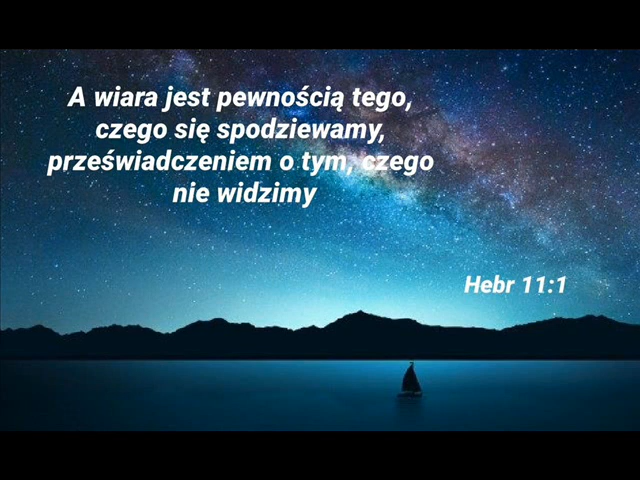 A wiara jest pewnością tego,
czego się spodziewamy,
przeświadczeniem o tym, czego
nie widzimy
Hebr 11:1